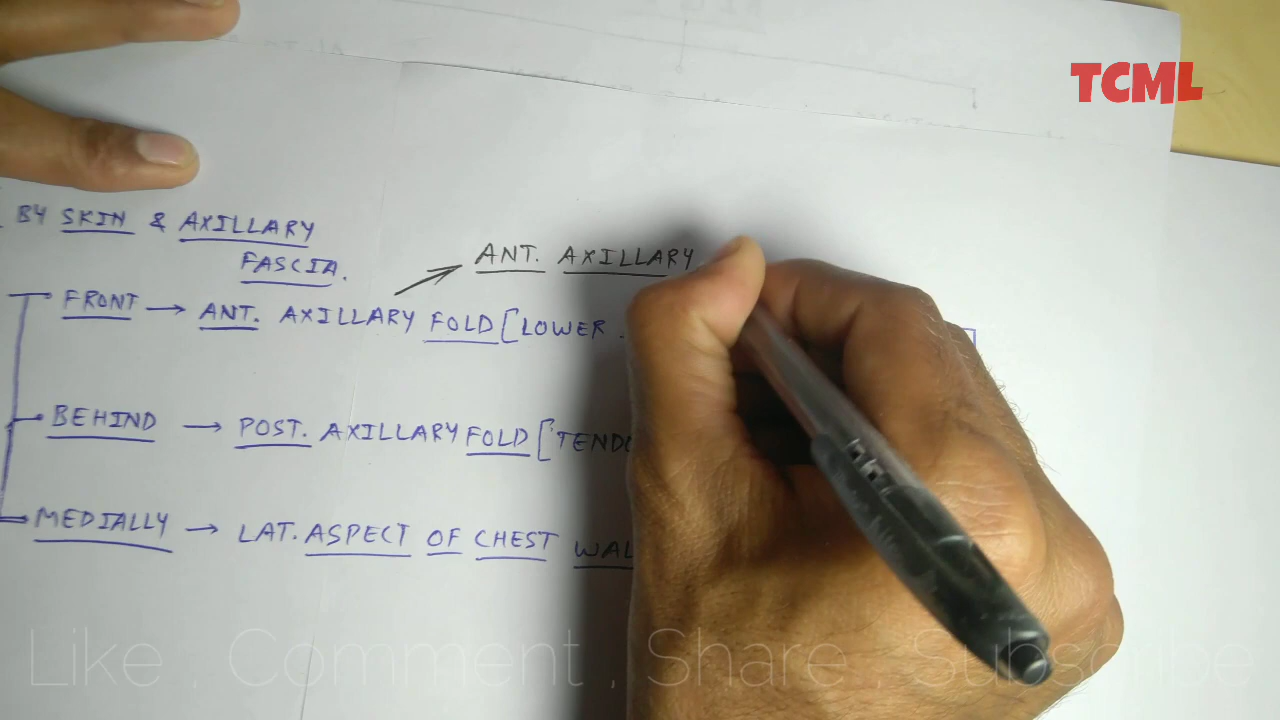 TCML
BY SKIN & AXILLARY
FASCIA.
ANT. AXILLARY
FRONT → ANT. AXILLARY FOLD [LOWER
BEHIND → POST. AXILLARY FOLD [TENDO
MEDIALLY → LAT. ASPECT OF CHEST WAL
Like , Comment , Share , Subscribe